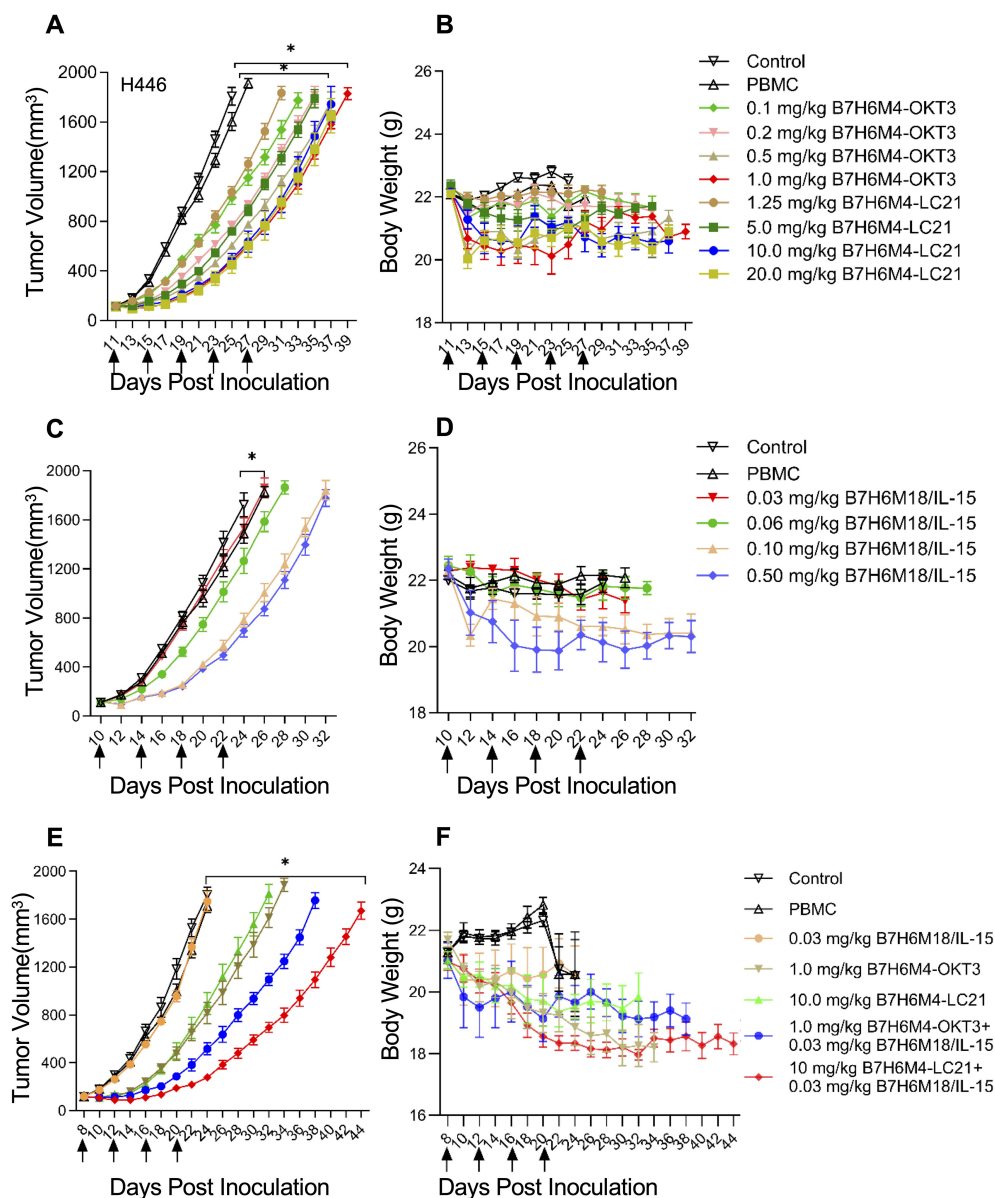 A
H446
*
*
Tumor Volume(mm³)
2000
1600
1200
800
400
0
11 13 15 17 19 21 23 25 27 29 31 33 35 37 39
Days Post Inoculation
B
Body Weight (g)
26
24
22
20
18
11 13 15 17 19 21 23 25 27 29 31 33 35 37 39
Days Post Inoculation
Control
PBMC
0.1 mg/kg B7H6M4-OKT3
0.2 mg/kg B7H6M4-OKT3
0.5 mg/kg B7H6M4-OKT3
1.0 mg/kg B7H6M4-OKT3
1.25 mg/kg B7H6M4-LC21
5.0 mg/kg B7H6M4-LC21
10.0 mg/kg B7H6M4-LC21
20.0 mg/kg B7H6M4-LC21
C
*
Tumor Volume(mm³)
2000
1600
1200
800
400
0
10 12 14 16 18 20 22 24 26 28 30 32
Days Post Inoculation
D
Body Weight (g)
26
24
22
20
18
10 12 14 16 18 20 22 24 26 28 30 32
Days Post Inoculation
Control
PBMC
0.03 mg/kg B7H6M18/IL-15
0.06 mg/kg B7H6M18/IL-15
0.10 mg/kg B7H6M18/IL-15
0.50 mg/kg B7H6M18/IL-15
E
*
Tumor Volume(mm³)
2000
1600
1200
800
400
0
8 10 12 14 16 18 20 22 24 26 28 30 32 34 36 38 40 42 44
Days Post Inoculation
F
Body Weight (g)
24
22
20
18
16
8 10 12 14 16 18 20 22 24 26 28 30 32 34 36 38 40 42 44
Days Post Inoculation
Control
PBMC
0.03 mg/kg B7H6M18/IL-15
1.0 mg/kg B7H6M4-OKT3
10.0 mg/kg B7H6M4-LC21
1.0 mg/kg B7H6M4-OKT3+
0.03 mg/kg B7H6M18/IL-15
10 mg/kg B7H6M4-LC21+
0.03 mg/kg B7H6M18/IL-15